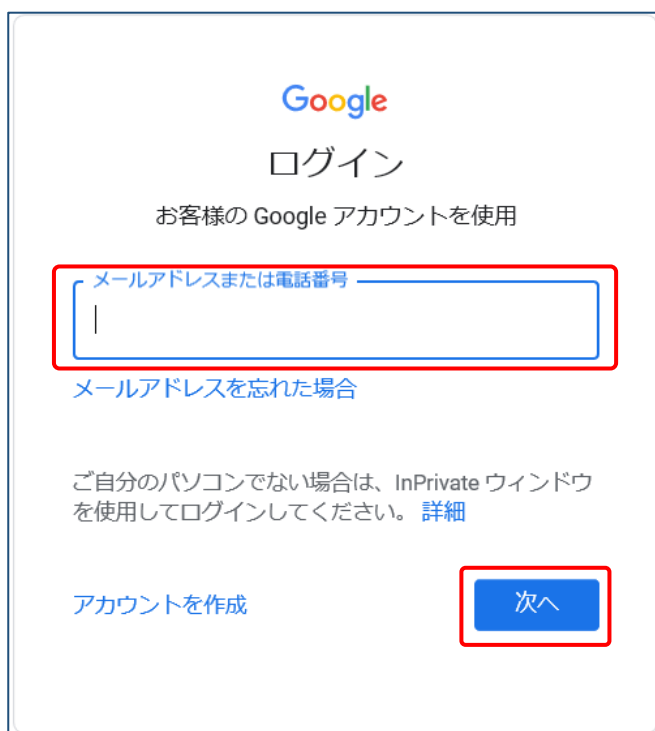 Google
ログイン
お客様の Google アカウントを使用
メールアドレスまたは電話番号
メールアドレスを忘れた場合
ご自分のパソコンでない場合は、InPrivate ウィンドウ
を使用してログインしてください。 詳細
アカウントを作成
次へ